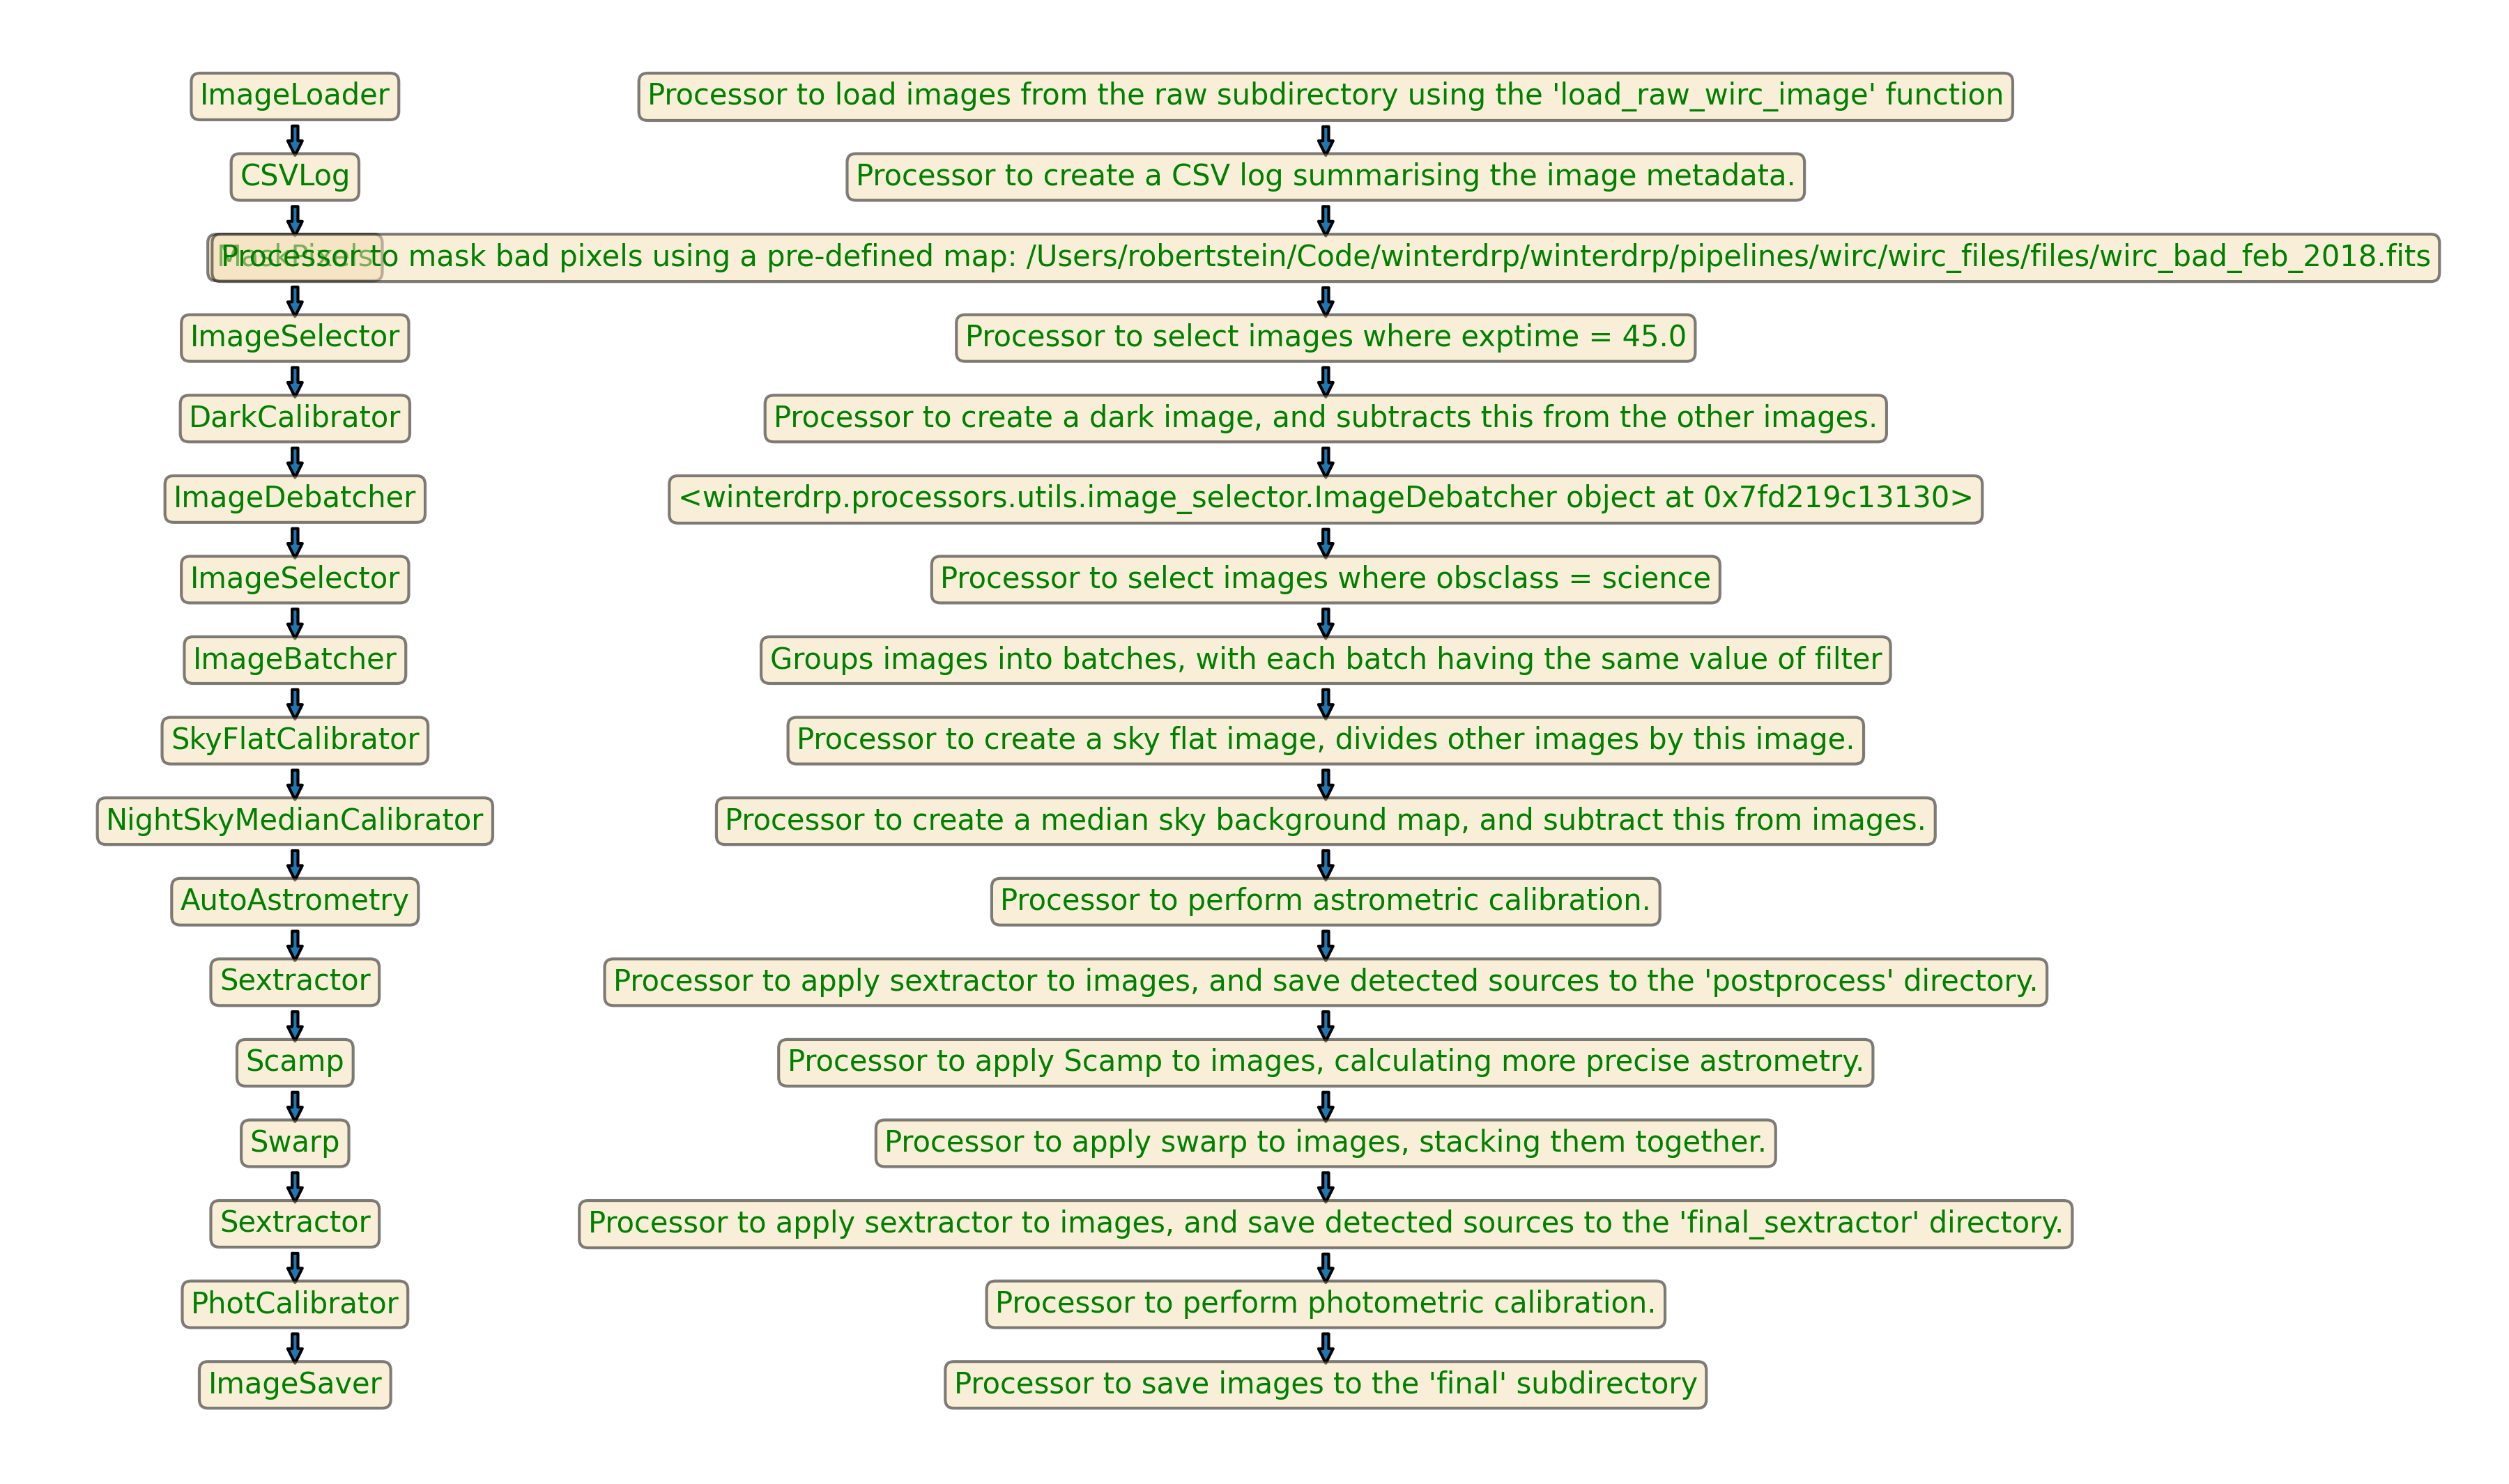 ImageLoader
Processor to load images from the raw subdirectory using the 'load_raw_wirc_image' function
CSVLog
Processor to create a CSV log summarising the image metadata.
MaskPixels
Processor to mask bad pixels using a pre-defined map: /Users/robertstein/Code/winterdrp/winterdrp/pipelines/wirc/wirc_files/files/wirc_bad_feb_2018.fits
ImageSelector
Processor to select images where exptime = 45.0
DarkCalibrator
Processor to create a dark image, and subtracts this from the other images.
ImageDebatcher
<winterdrp.processors.utils.image_selector.ImageDebatcher object at 0x7fd219c13130>
ImageSelector
Processor to select images where obsclass = science
ImageBatcher
Groups images into batches, with each batch having the same value of filter
SkyFlatCalibrator
Processor to create a sky flat image, divides other images by this image.
NightSkyMedianCalibrator
Processor to create a median sky background map, and subtract this from images.
AutoAstrometry
Processor to perform astrometric calibration.
Sextractor
Processor to apply sextractor to images, and save detected sources to the 'postprocess' directory.
Scamp
Processor to apply Scamp to images, calculating more precise astrometry.
Swarp
Processor to apply swarp to images, stacking them together.
Sextractor
Processor to apply sextractor to images, and save detected sources to the 'final_sextractor' directory.
PhotCalibrator
Processor to perform photometric calibration.
ImageSaver
Processor to save images to the 'final' subdirectory